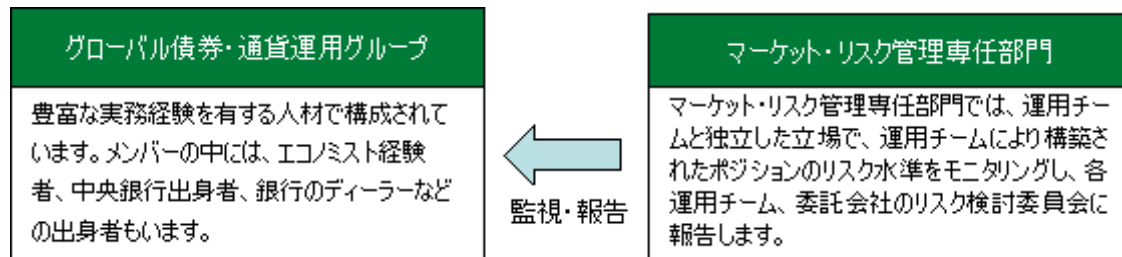 グローバル債券・通貨運用グループ
豊富な実務経験を有する人材で構成されて
います。メンバーの中には、エコノミスト経験
者、中央銀行出身者、銀行のディーラーなど
の出身者もいます。
監視・報告
マーケット・リスク管理専任部門
マーケット・リスク管理専任部門では、運用チー
ムと独立した立場で、運用チームにより構築さ
れたポジションのリスク水準をモニタリングし、各
運用チーム、委託会社のリスク検討委員会に
報告します。